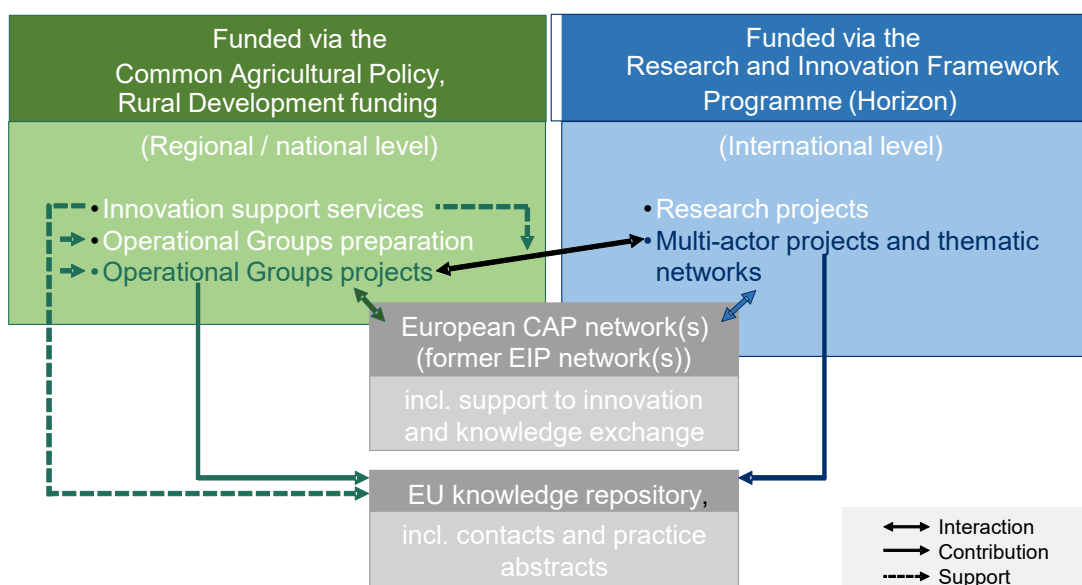 Funded via the
Common Agricultural Policy,
Rural Development funding
(Regional / national level)
• Innovation support services
• Operational Groups preparation
• Operational Groups projects
Funded via the
Research and Innovation Framework
Programme (Horizon)
(International level)
• Research projects
• Multi-actor projects and thematic
networks
European CAP network(s)
(former EIP network(s))
incl. support to innovation
and knowledge exchange
EU knowledge repository,
incl. contacts and practice
abstracts
Interaction
Contribution
Support